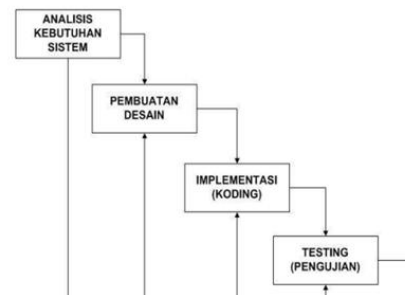 ANALISIS
KEBUTUHAN
SISTEM
PEMBUATAN
DESAIN
IMPLEMENTASI
(KODING)
TESTING
(PENGUJIAN)